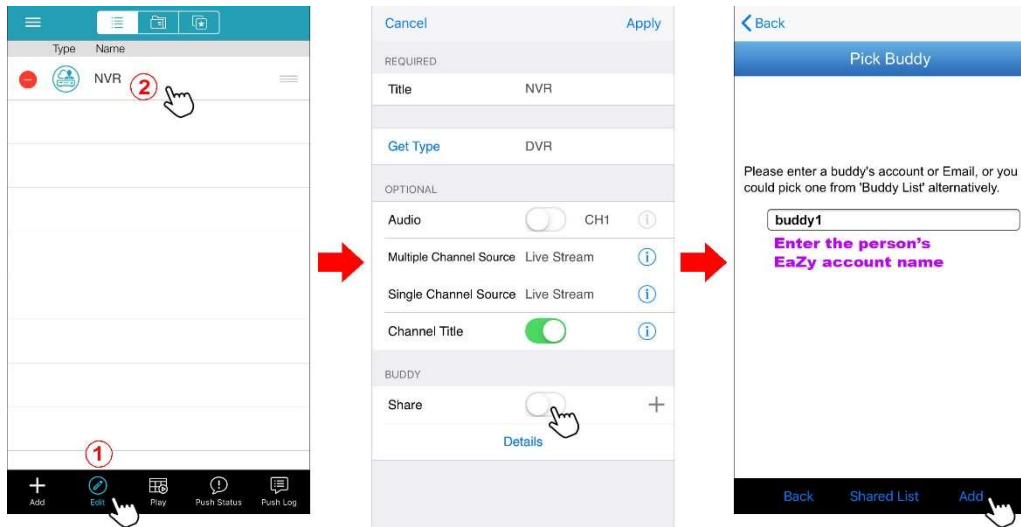 Type Name
NVR
2
1
Add
Edit
Play
Push Status
Push Log
Cancel Apply
REQUIRED
Title NVR
Get Type DVR
OPTIONAL
Audio CH1
Multiple Channel Source Live Stream
Single Channel Source Live Stream
Channel Title
BUDDY
Share
Details
Back
Pick Buddy
Please enter a buddy's account or Email, or you
could pick one from 'Buddy List' alternatively.
buddy1
Enter the person's
EaZy account name
Back Shared List Add